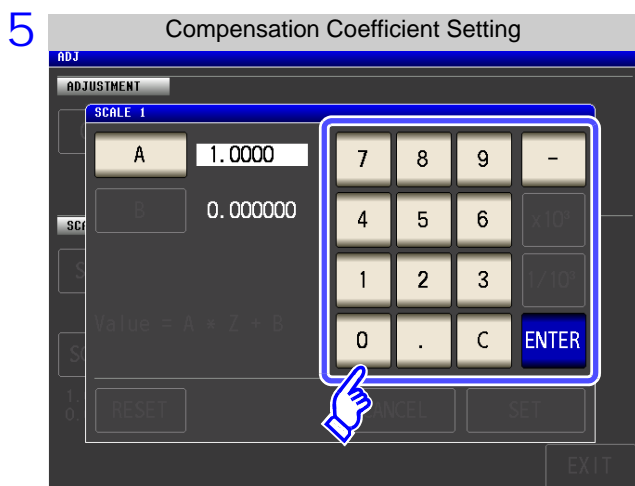 5 Compensation Coefficient Setting
ADJ
ADJUSTMENT
SCALE 1
A 1.0000
7 8 9 -
B 0.000000
4 5 6 x10³
1 2 3 1/10³
Value = A * Z + B
0 . C ENTER
RESET
SET
EXIT